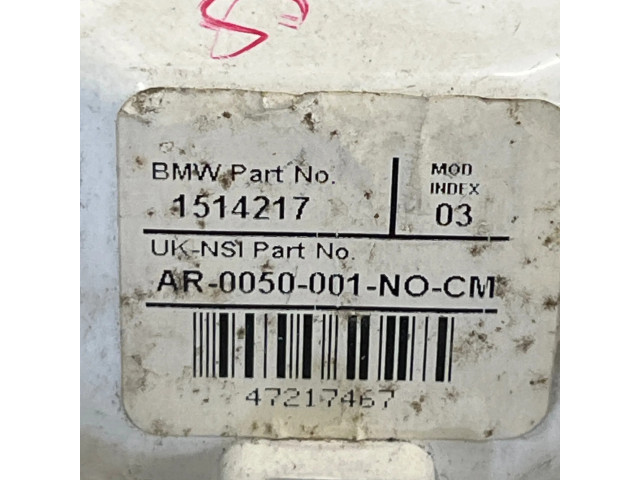 BMW Part No.
1514217
MOD
INDEX
03
UK-NSI Part No.
AR-0050-001-NO-CM
47217467